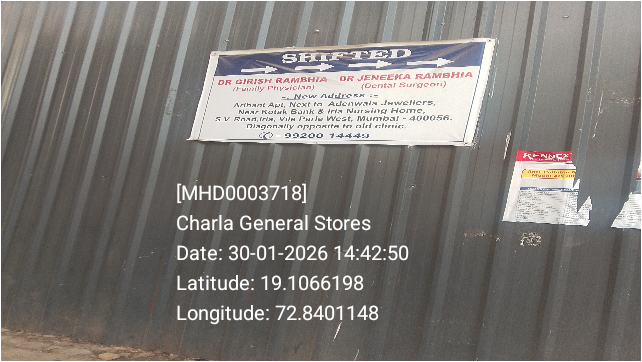 SHIFTED
DR GIRISH RAMBHIA DR JENEEKA RAMBHIA
(Family Physician) (Dental Surgeon)
-: New Address :-
Arihant Apt, Next to Adenwala Jewellers,
Near Kotak Bank & Irla Nursing Home,
S.V. Road, Irla, Vile Parle West, Mumbai - 400056.
Diagonally opposite to old clinic.
99200 14449
[MHD0003718]
Charla General Stores
Date: 30-01-2026 14:42:50
Latitude: 19.1066198
Longitude: 72.8401148